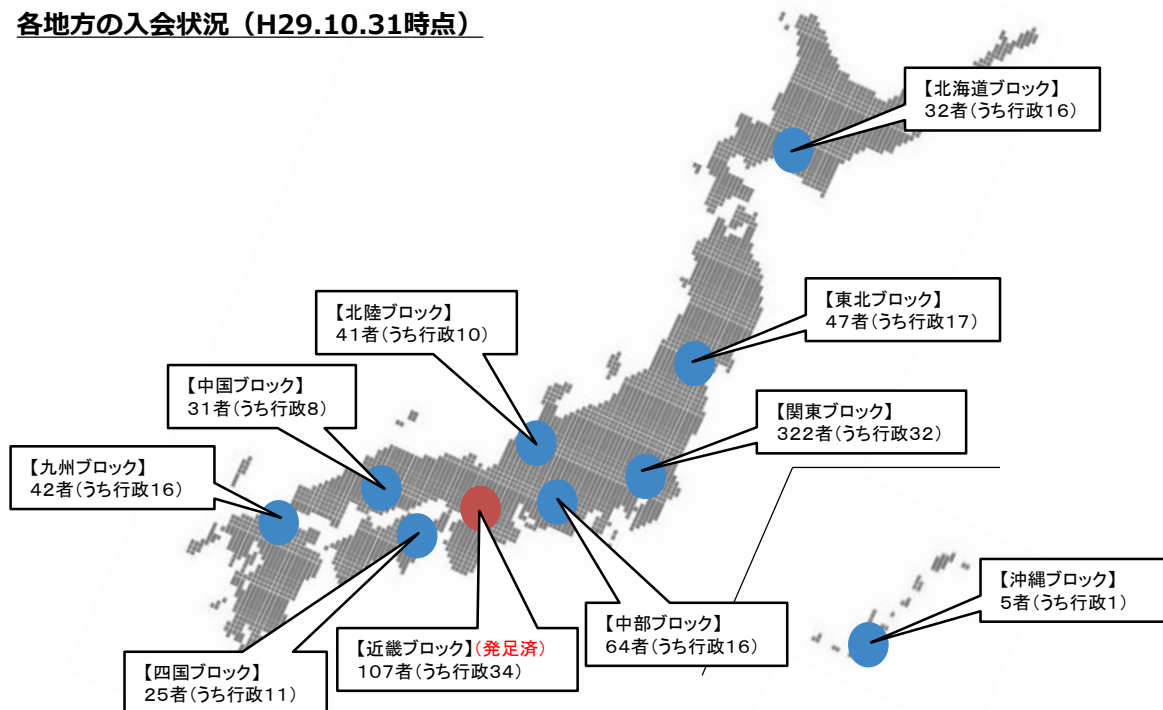 各地方の入会状況（H29.10.31時点）
【北海道ブロック】
32者(うち行政16)
【東北ブロック】
47者(うち行政17)
【北陸ブロック】
41者(うち行政10)
【中国ブロック】
31者(うち行政8)
【関東ブロック】
322者(うち行政32)
【九州ブロック】
42者(うち行政16)
【沖縄ブロック】
5者(うち行政1)
【中部ブロック】
64者(うち行政16)
【近畿ブロック】(発足済)
107者(うち行政34)
【四国ブロック】
25者(うち行政11)